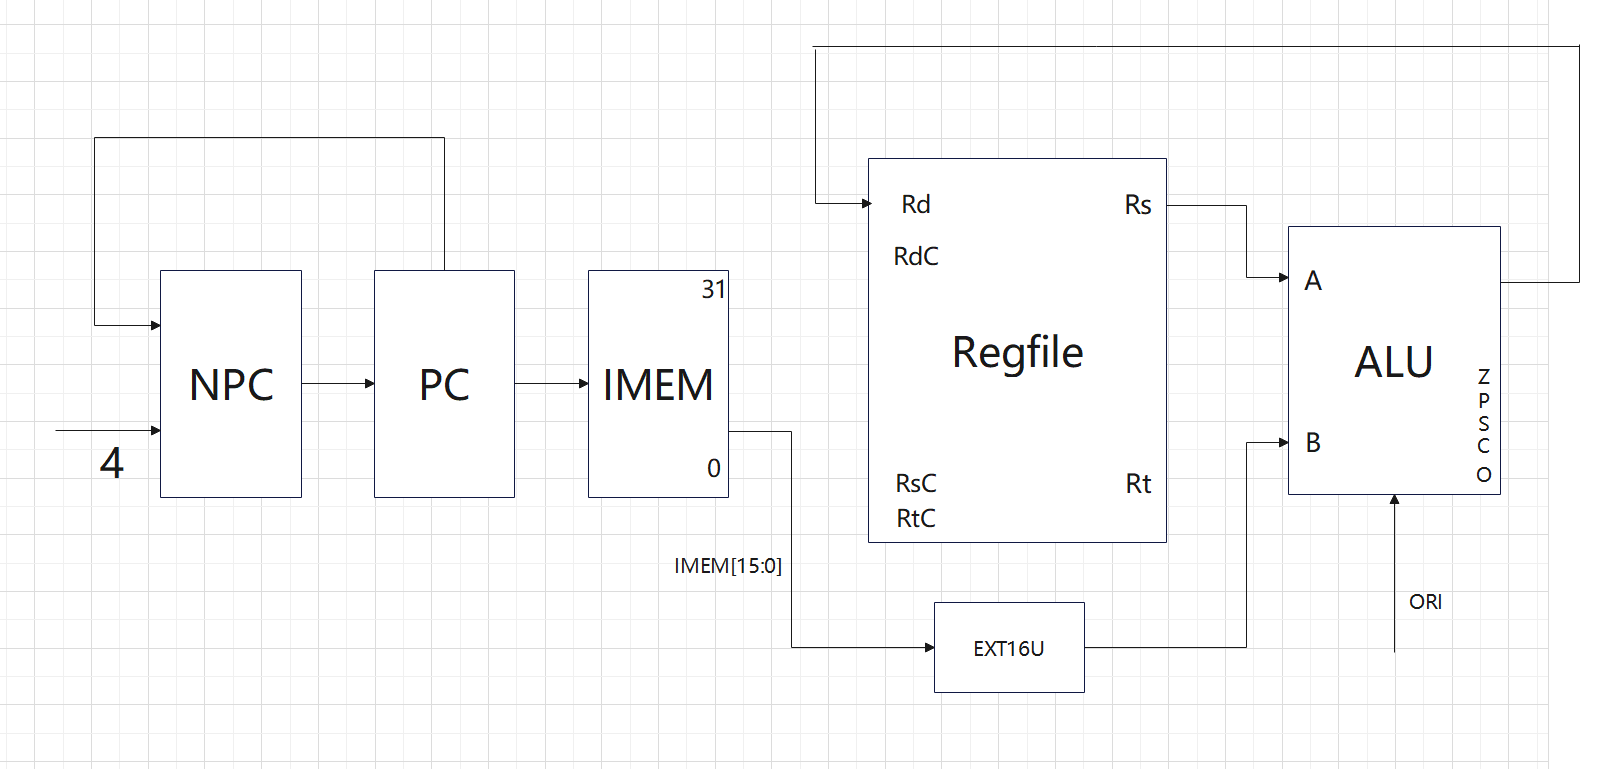 NPC
4
PC
31
IMEM
0
IMEM[15:0]
Rd
Rs
RdC
Regfile
RsC
Rt
RtC
EXT16U
A
ALU
B
Z
P
S
C
O
ORI